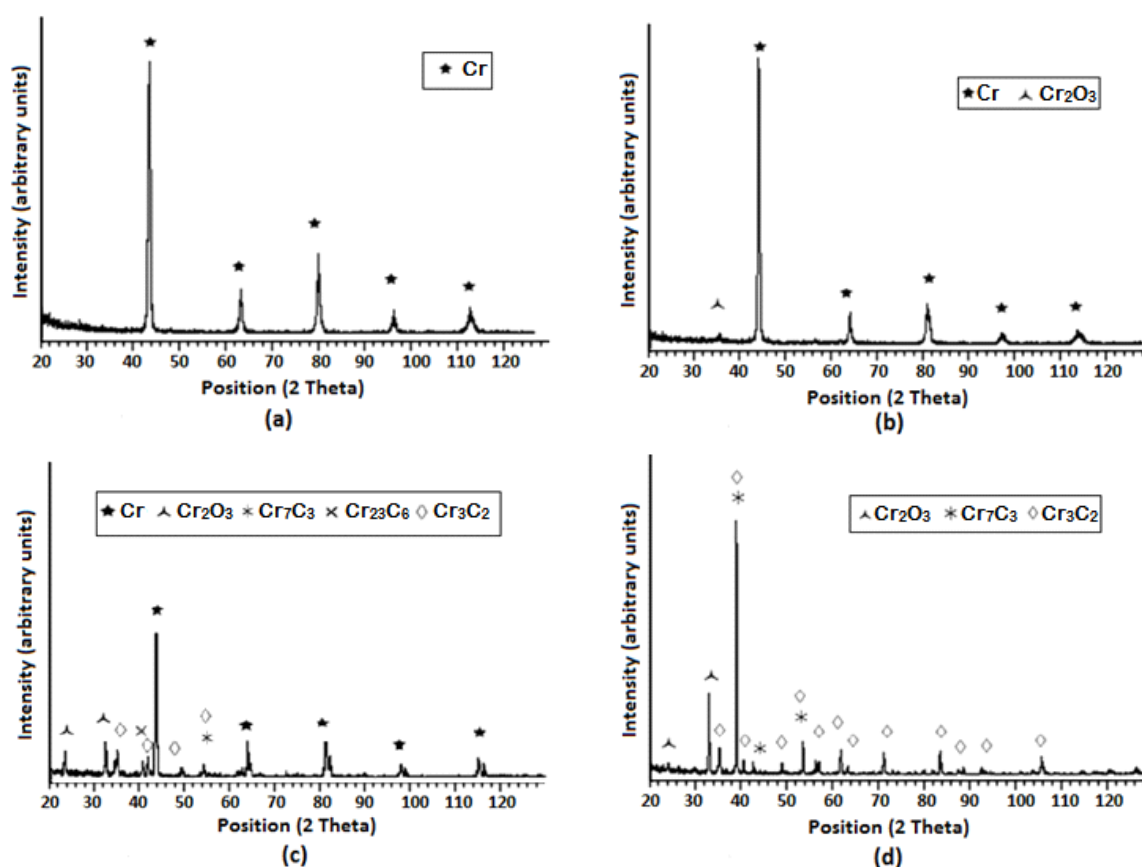 Intensity (arbitrary units)
★ Cr
20 30 40 50 60 70 80 90 100 110 120
Position (2 Theta)
(a)
Intensity (arbitrary units)
★ Cr ⅄ Cr₂O₃
20 30 40 50 60 70 80 90 100 110 120
Position (2 Theta)
(b)
Intensity (arbitrary units)
★ Cr ⅄ Cr₂O₃ ✳ Cr₇C₃ × Cr₂₃C₆ ◇ Cr₃C₂
20 30 40 50 60 70 80 90 100 110 120
Position (2 Theta)
(c)
Intensity (arbitrary units)
⅄ Cr₂O₃ ✳ Cr₇C₃ ◇ Cr₃C₂
20 30 40 50 60 70 80 90 100 110 120
Position (2 Theta)
(d)